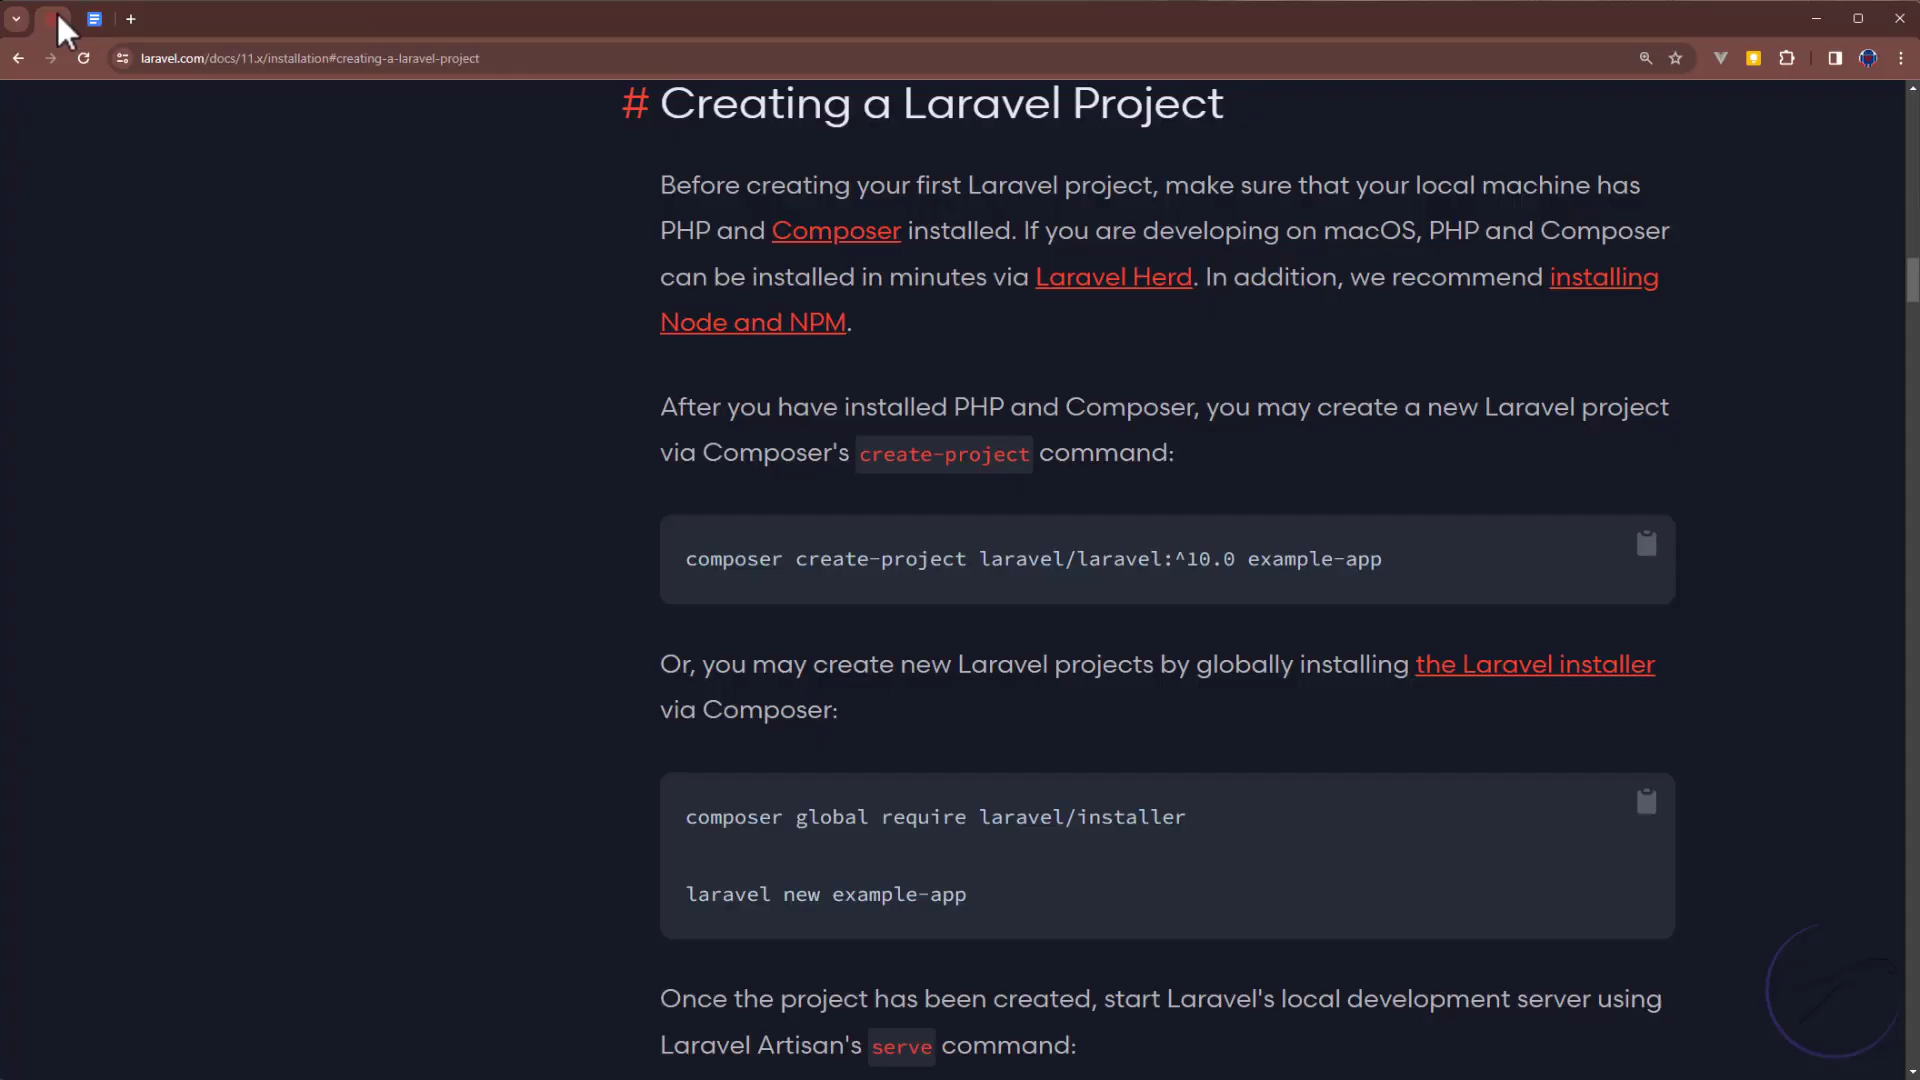 laravel.com/docs/11.x/installation#creating-a-laravel-project
# Creating a Laravel Project
Before creating your first Laravel project, make sure that your local machine has
PHP and Composer installed. If you are developing on macOS, PHP and Composer
can be installed in minutes via Laravel Herd. In addition, we recommend installing
Node and NPM.
After you have installed PHP and Composer, you may create a new Laravel project
via Composer's create-project command:
composer create-project laravel/laravel:^10.0 example-app
Or, you may create new Laravel projects by globally installing the Laravel installer
via Composer:
composer global require laravel/installer
laravel new example-app
Once the project has been created, start Laravel's local development server using
Laravel Artisan's serve command: